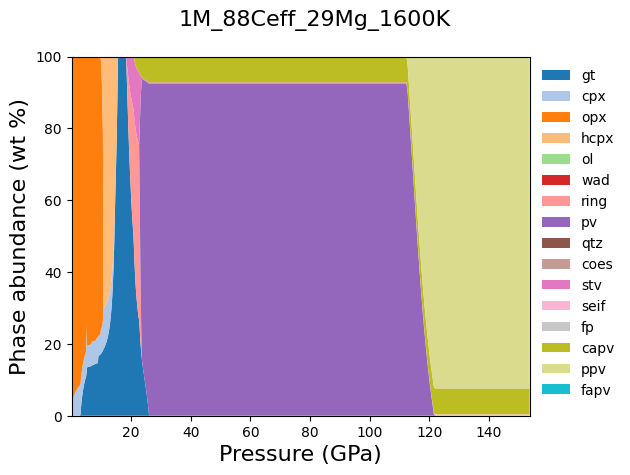 1M_88Ceff_29Mg_1600K
Phase abundance (wt %)
100
80
60
40
20
0
20
40
60
80
100
120
140
Pressure (GPa)
gt
cpx
opx
hcpx
ol
wad
ring
pv
qtz
coes
stv
seif
fp
capv
ppv
fapv